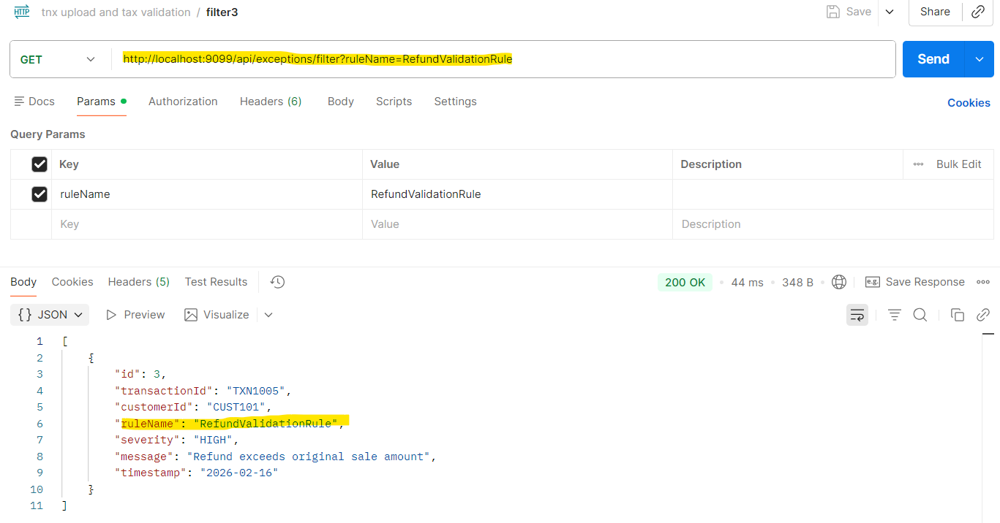 HTTP tnx upload and tax validation / filter3 Save Share
GET http://localhost:9099/api/exceptions/filter?ruleName=RefundValidationRule Send
Docs Params Authorization Headers (6) Body Scripts Settings Cookies
Query Params
Key Value Description Bulk Edit
ruleName RefundValidationRule
Key Value Description
Body Cookies Headers (5) Test Results 200 OK • 44 ms • 348 B • e.g. Save Response
{} JSON Preview Visualize
1 [
2 {
3 "id": 3,
4 "transactionId": "TXN1005",
5 "customerId": "CUST101",
6 "ruleName": "RefundValidationRule",
7 "severity": "HIGH",
8 "message": "Refund exceeds original sale amount",
9 "timestamp": "2026-02-16"
10 }
11 ]